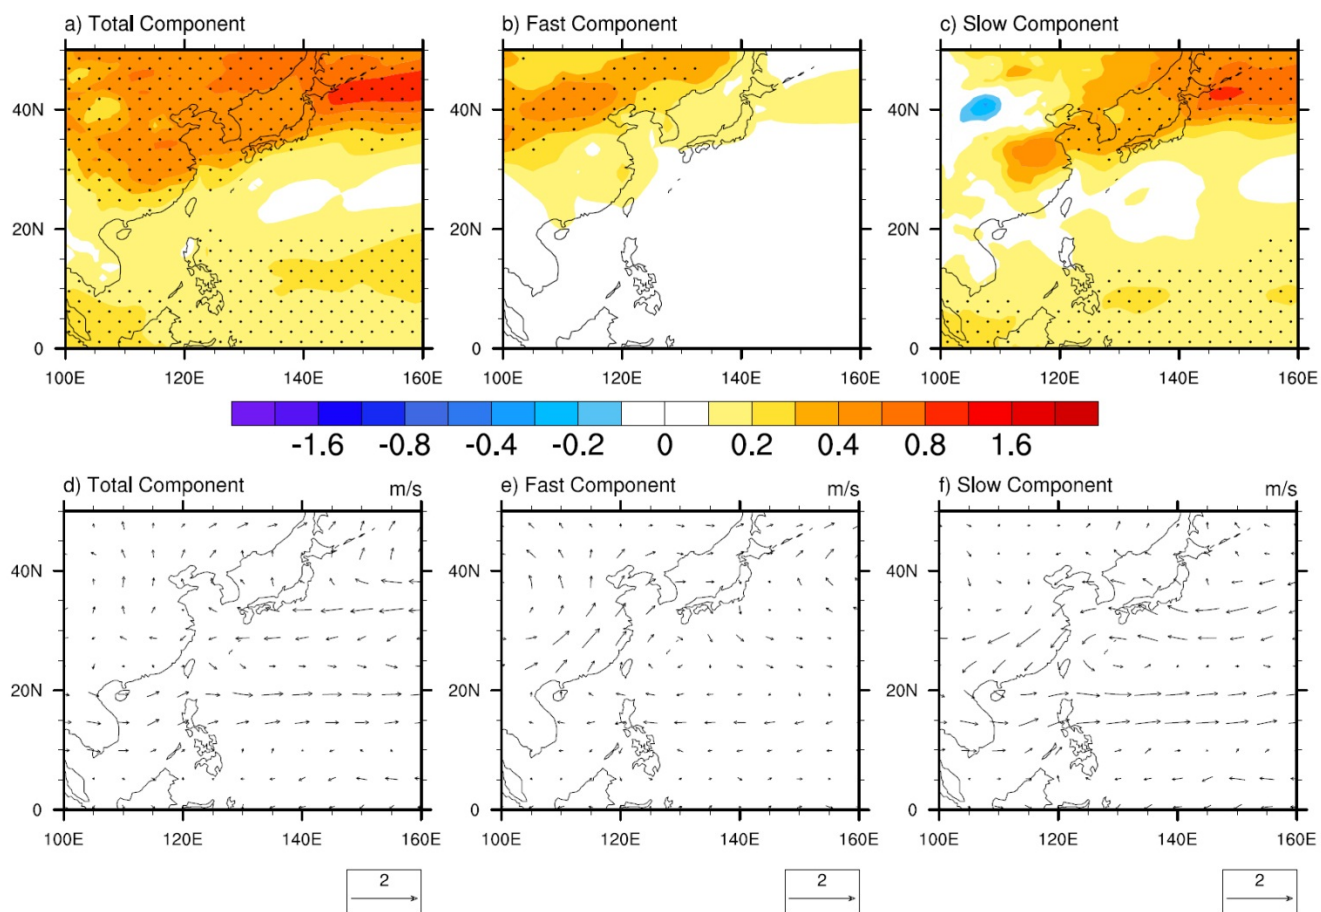 a) Total Component
b) Fast Component
c) Slow Component
40N
20N
0
100E 120E 140E 160E
40N
20N
0
100E 120E 140E 160E
40N
20N
0
100E 120E 140E 160E
-1.6 -0.8 -0.4 -0.2 0 0.2 0.4 0.8 1.6
d) Total Component m/s
e) Fast Component m/s
f) Slow Component m/s
40N
20N
0
100E 120E 140E 160E
40N
20N
0
100E 120E 140E 160E
40N
20N
0
100E 120E 140E 160E
2
2
2